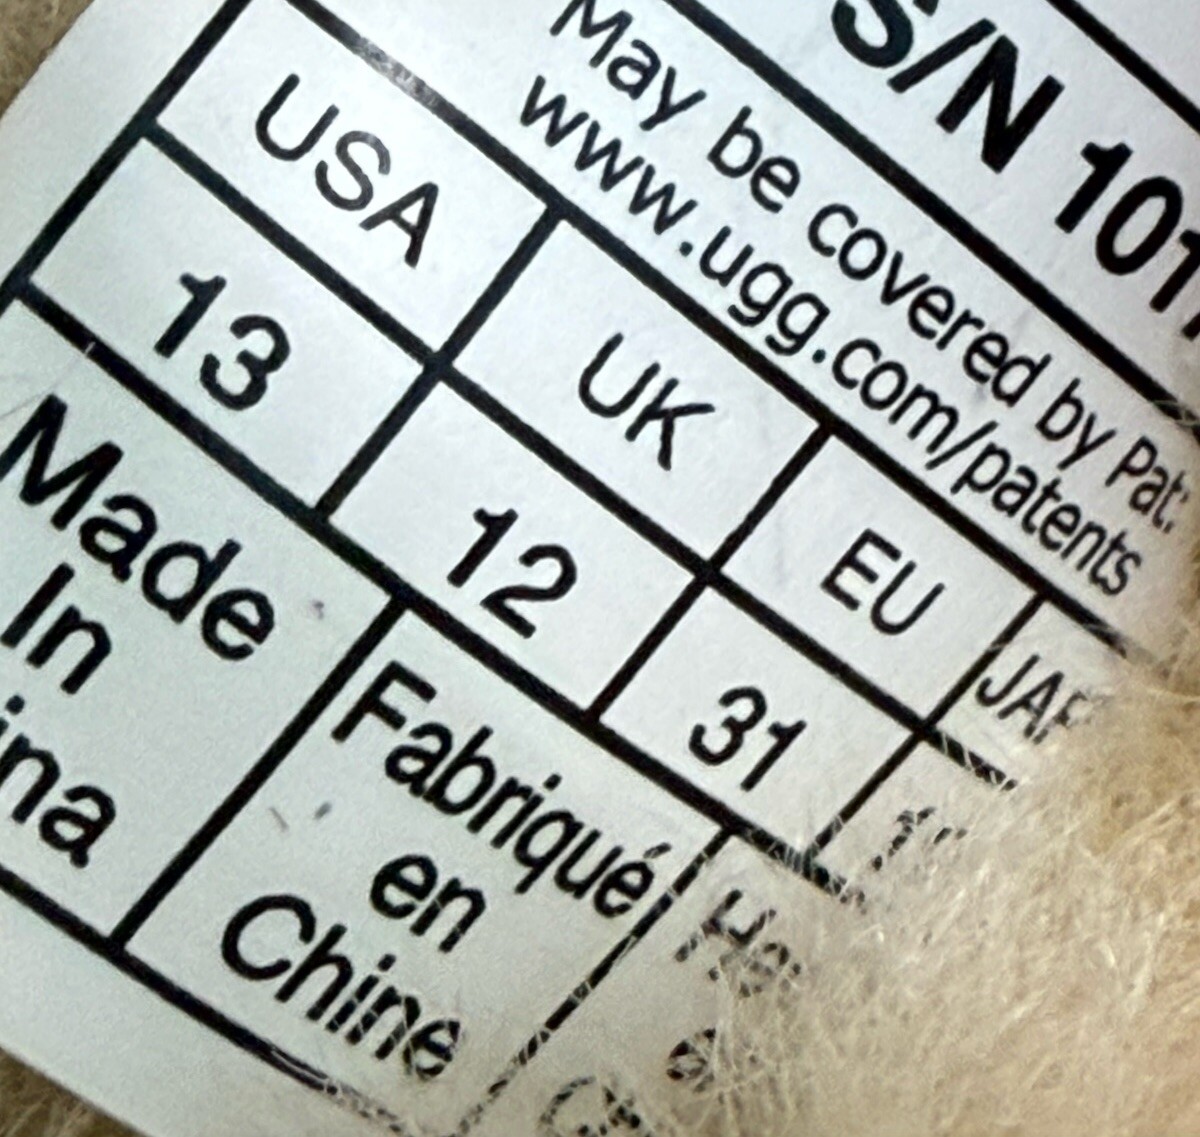 S/N 101
May be covered by Pat:
www.ugg.com/patents
USA UK EU
13 12 31
Made
In
Fabriqué
en
Chine